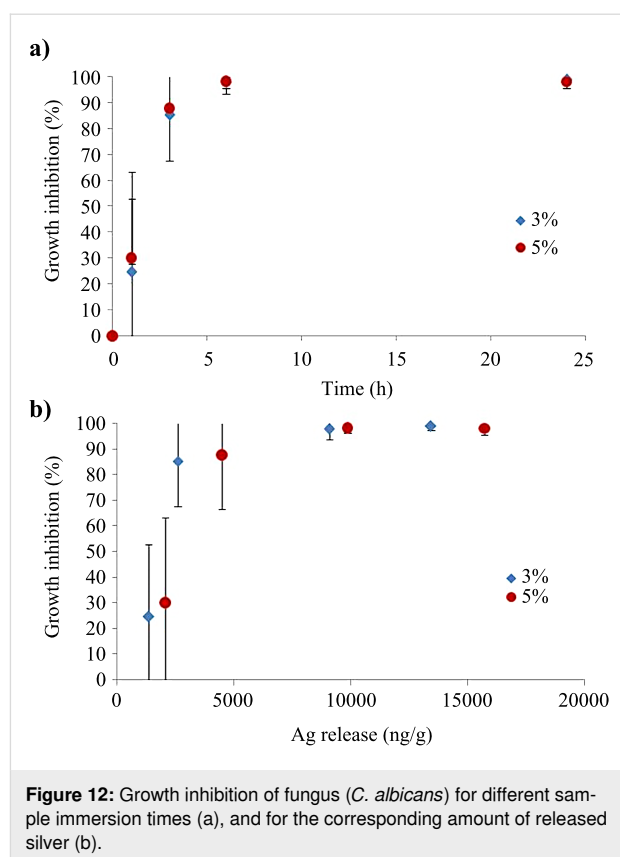 a)
100
90
80
70
60
50
40
30
20
10
0
Growth inhibition (%)
3%
5%
0 5 10 15 20 25
Time (h)
b)
100
90
80
70
60
50
40
30
20
10
0
Growth inhibition (%)
3%
5%
0 5000 10000 15000 20000
Ag release (ng/g)
Figure 12: Growth inhibition of fungus (C. albicans) for different sam-
ple immersion times (a), and for the corresponding amount of released
silver (b).